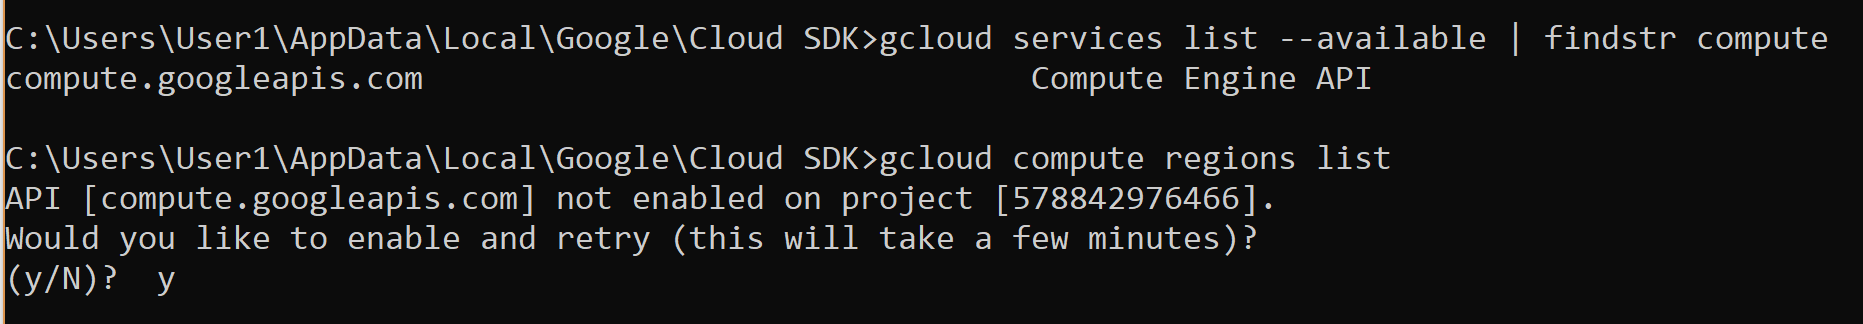 C:\Users\User1\AppData\Local\Google\Cloud SDK>gcloud services list --available | findstr compute
compute.googleapis.com                                Compute Engine API
C:\Users\User1\AppData\Local\Google\Cloud SDK>gcloud compute regions list
API [compute.googleapis.com] not enabled on project [578842976466].
Would you like to enable and retry (this will take a few minutes)?
(y/N)?  y